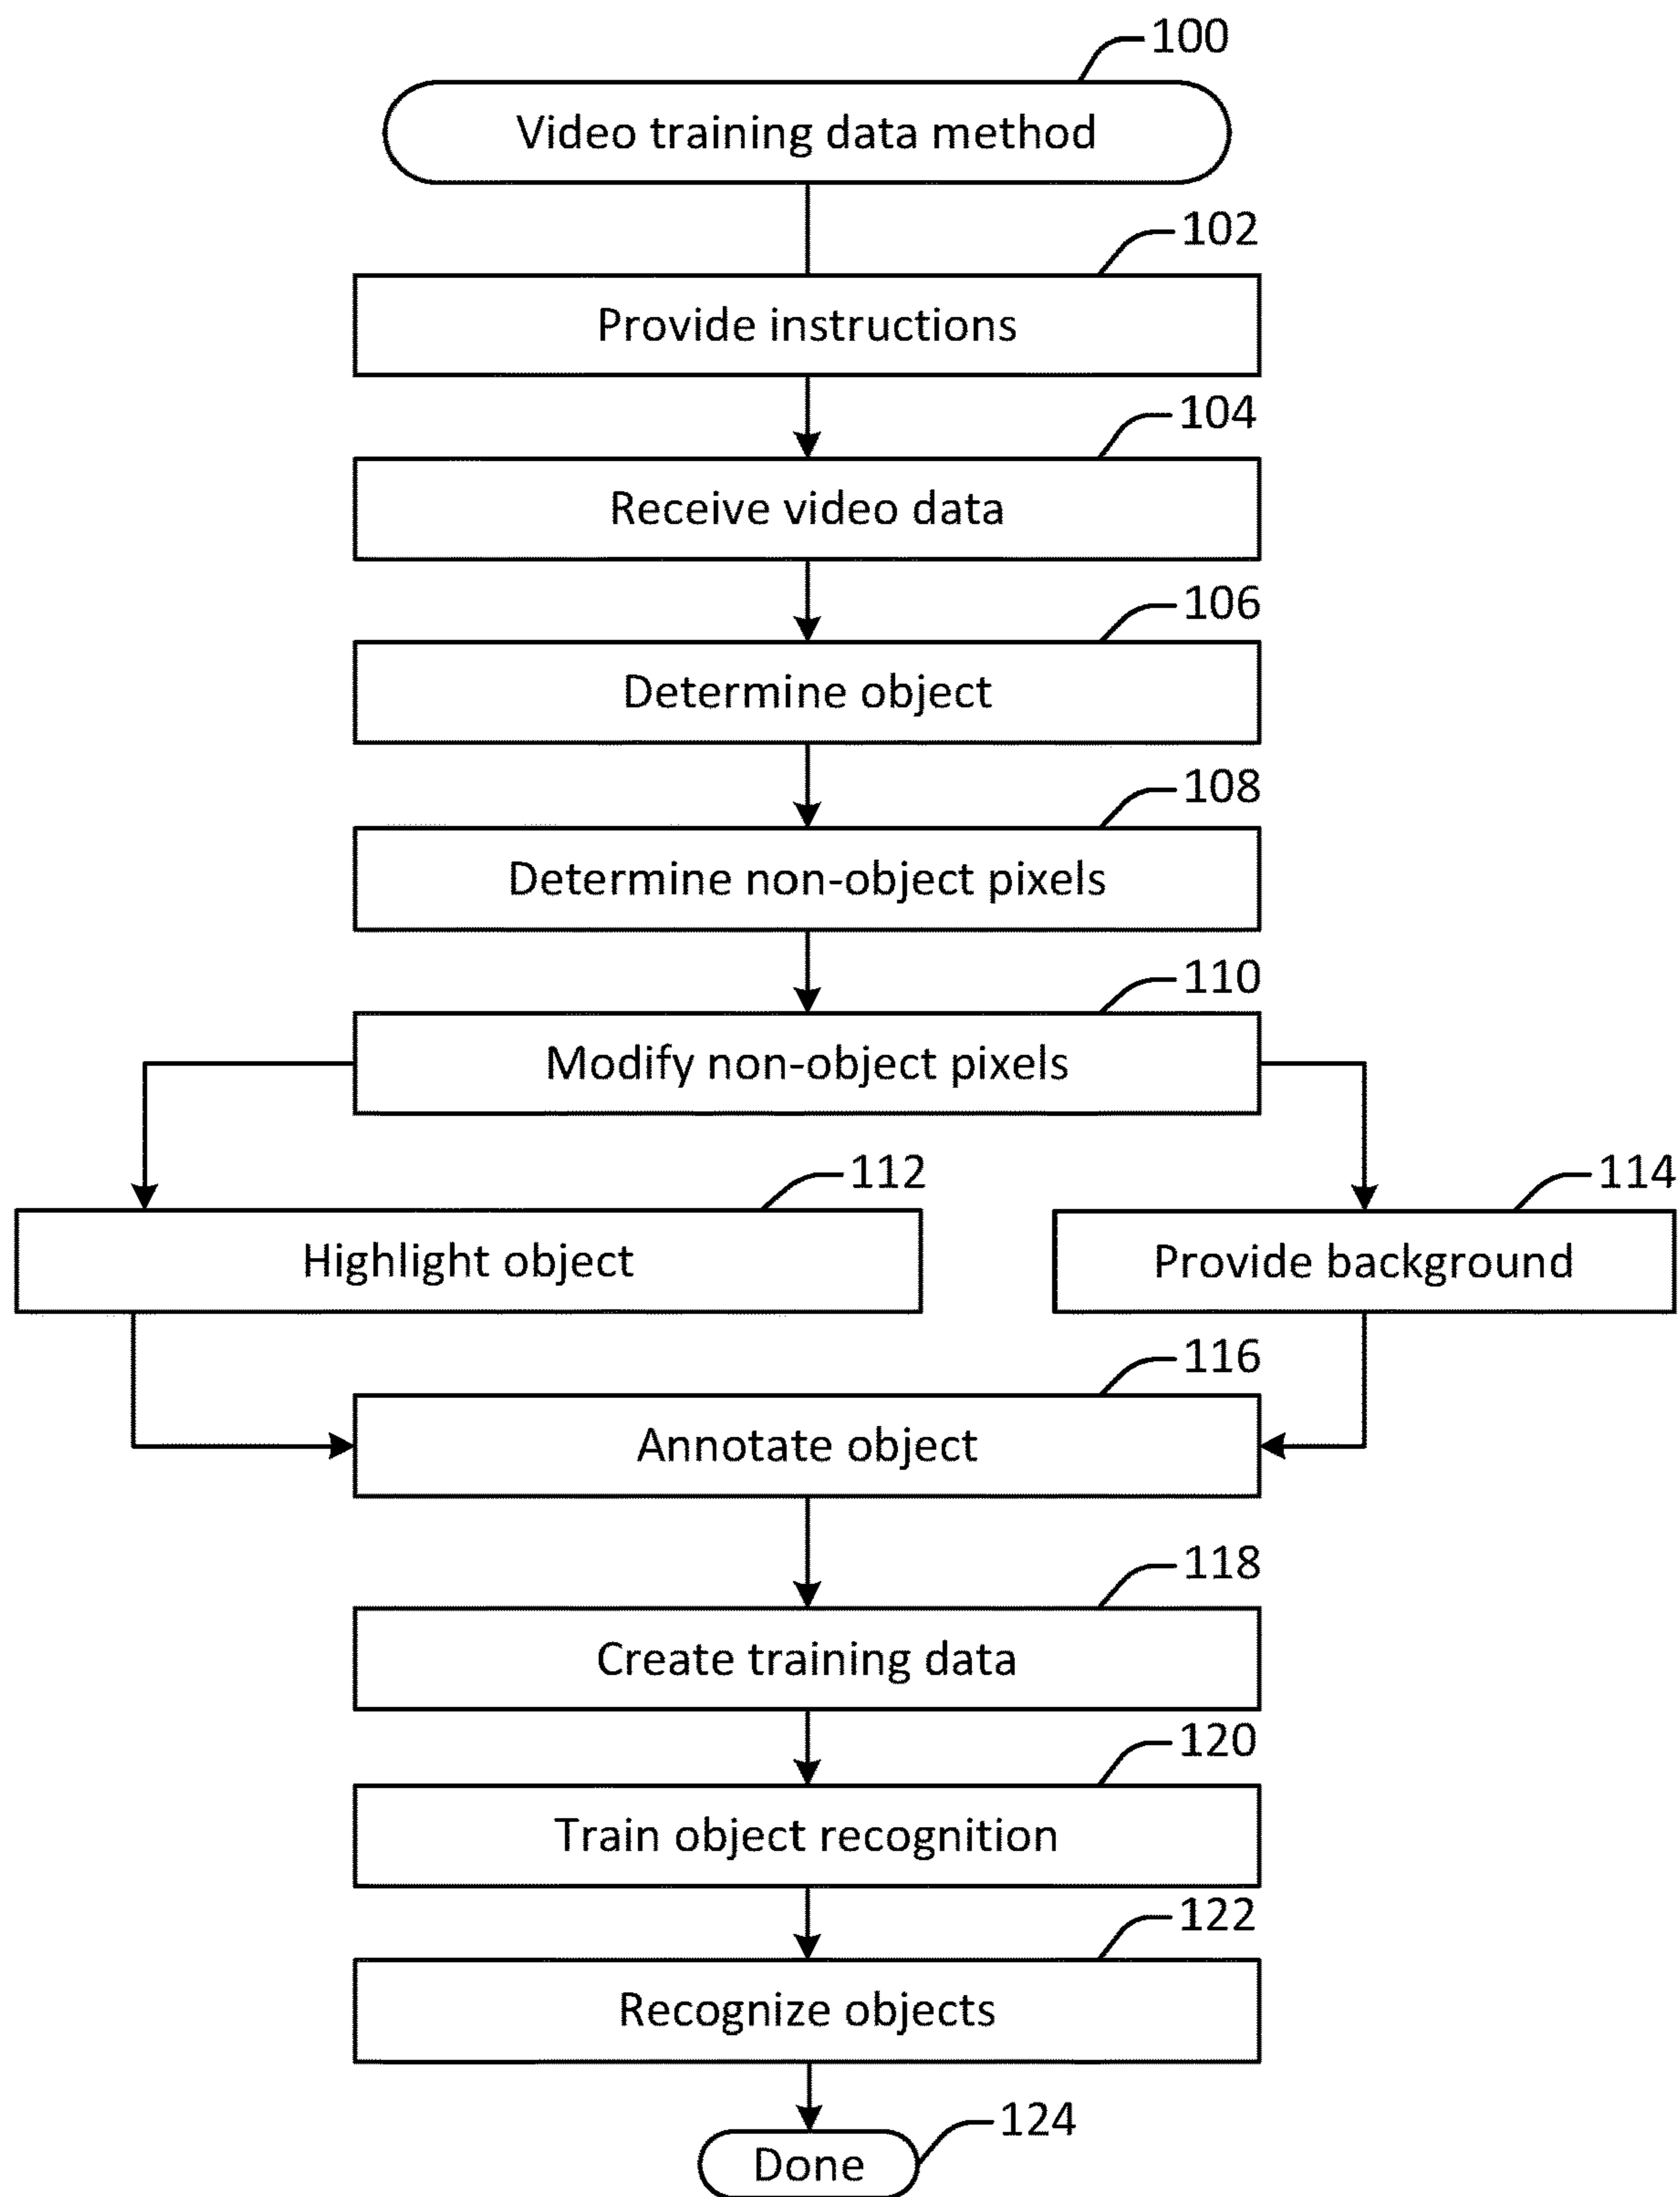 100
Video training data method
102
Provide instructions
104
Receive video data
106
Determine object
108
Determine non-object pixels
110
Modify non-object pixels
112
114
Highlight object
Provide background
116
Annotate object
118
Create training data
120
Train object recognition
122
Recognize objects
124
Done